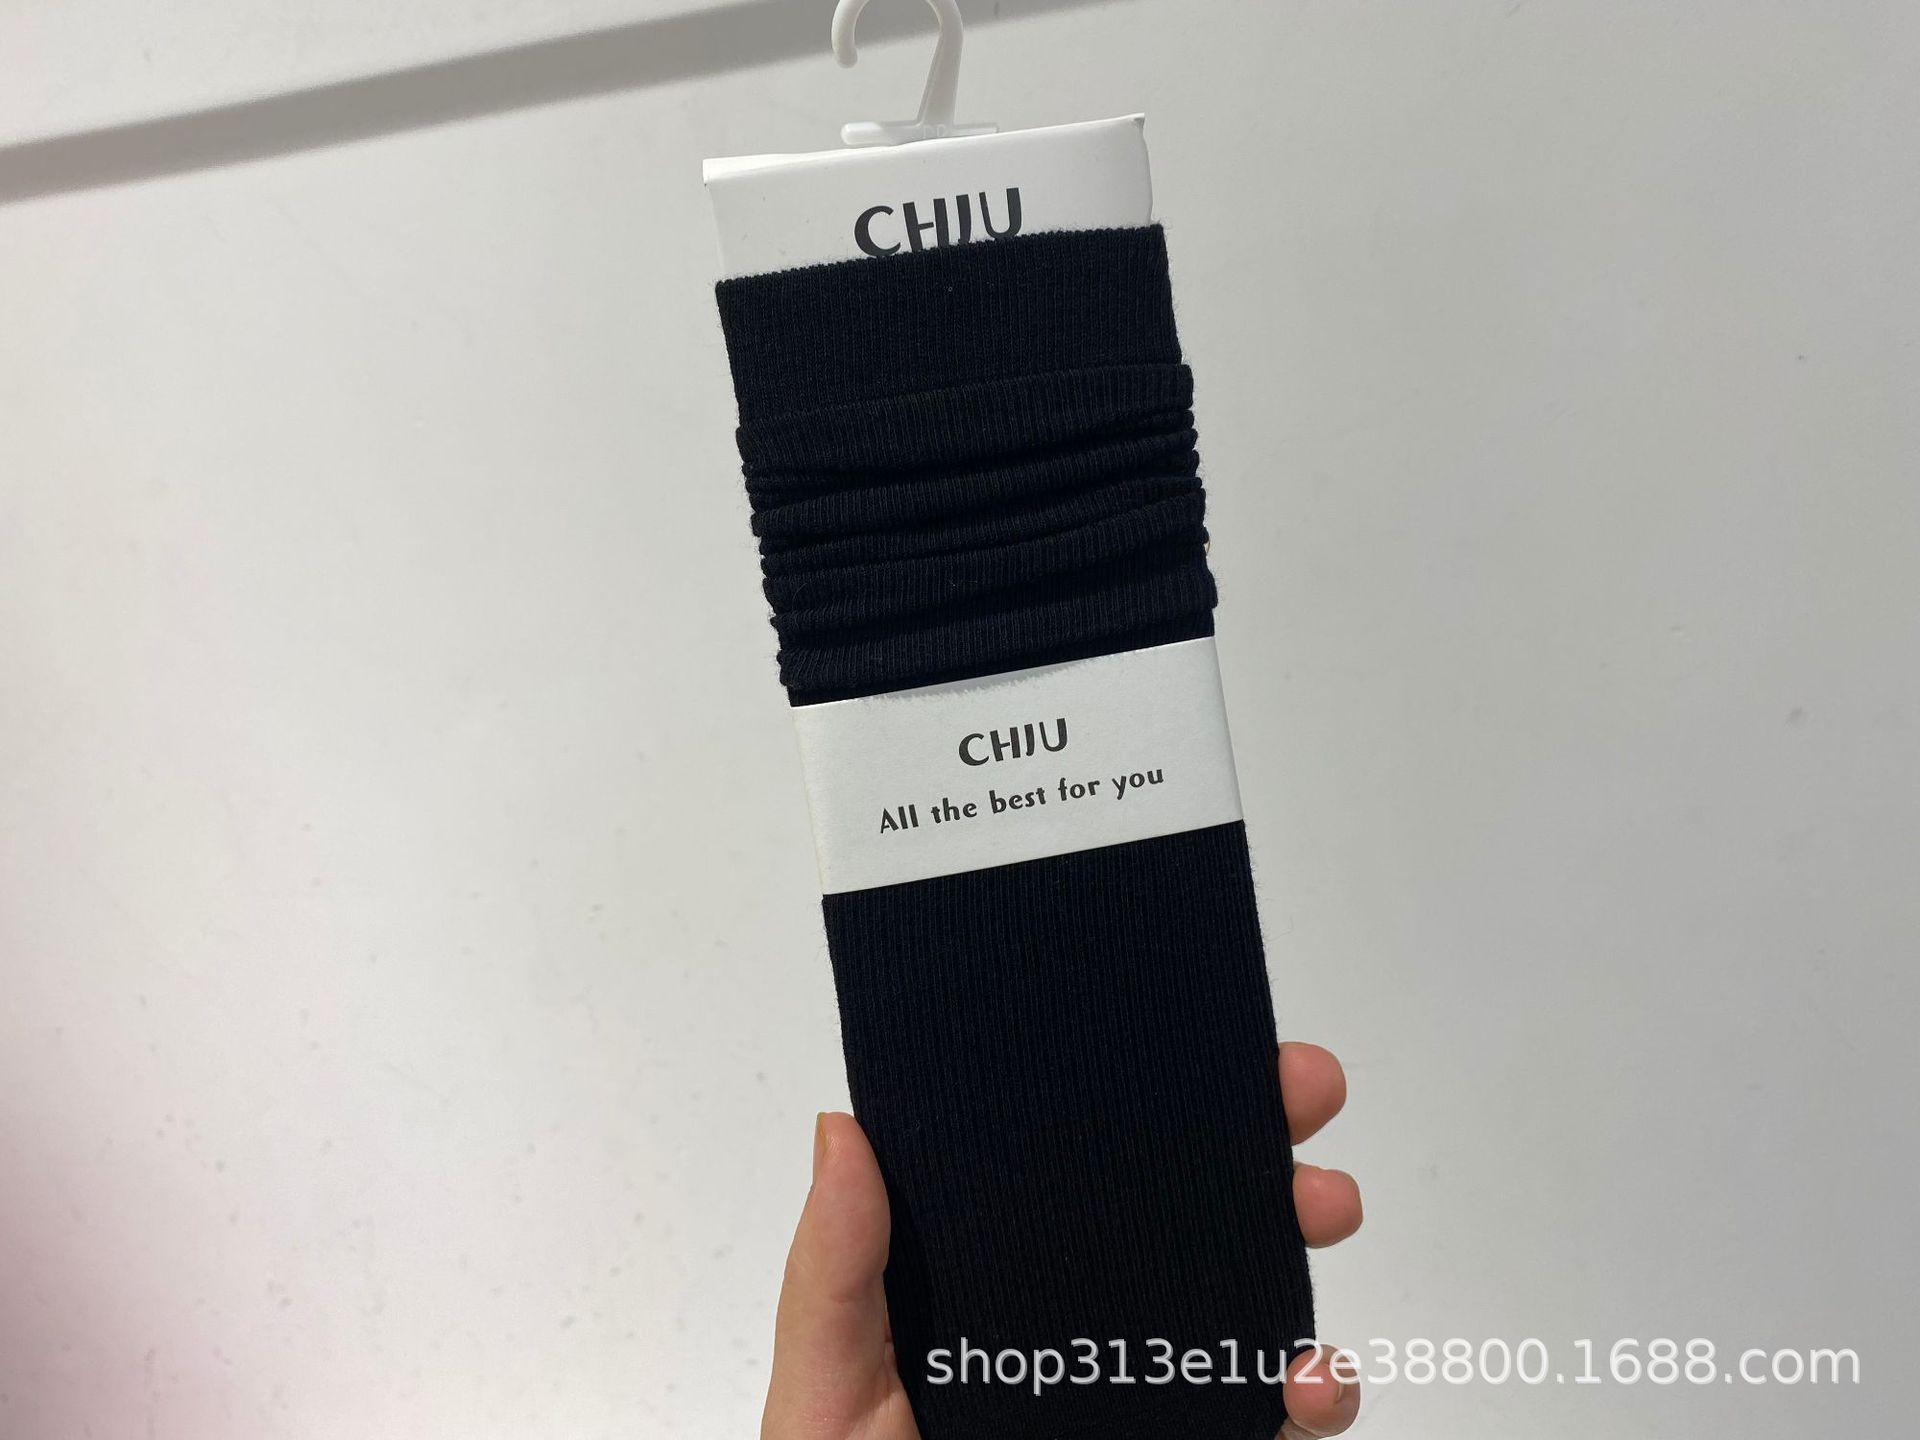 CHJU
CHJU
All the best for you
shop313e1u2e38800.1688.com